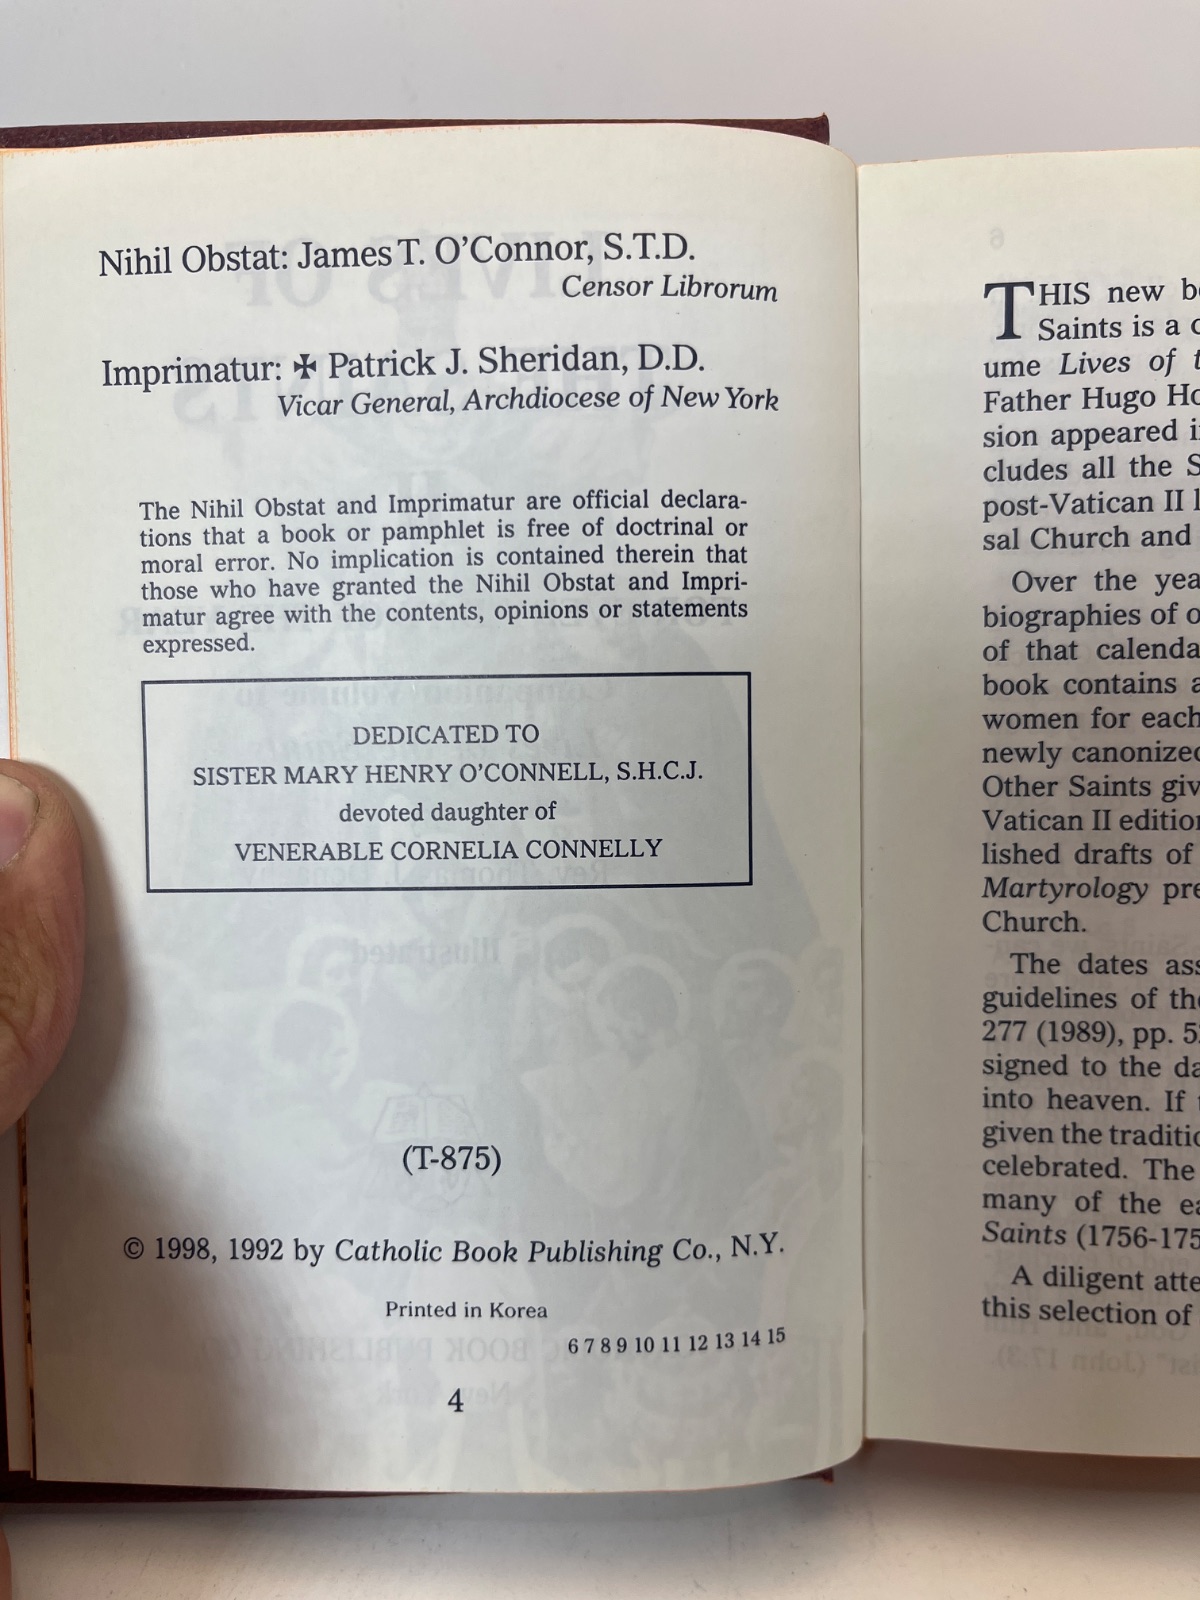 Nihil Obstat: James T. O'Connor, S.T.D.
Censor Librorum
Imprimatur: ✠ Patrick J. Sheridan, D.D.
Vicar General, Archdiocese of New York
The Nihil Obstat and Imprimatur are official declara-
tions that a book or pamphlet is free of doctrinal or
moral error. No implication is contained therein that
those who have granted the Nihil Obstat and Impri-
matur agree with the contents, opinions or statements
expressed.
DEDICATED TO
SISTER MARY HENRY O'CONNELL, S.H.C.J.
devoted daughter of
VENERABLE CORNELIA CONNELLY
(T-875)
© 1998, 1992 by Catholic Book Publishing Co., N.Y.
Printed in Korea
6 7 8 9 10 11 12 13 14 15
4
THIS new
Saints is a
ume Lives of
Father Hugo
sion appeared
cludes all the
post-Vatican II
sal Church and
Over the
biographies of
of that
book contains
women for each
newly canonized
Other Saints
Vatican II
lished drafts of
Martyrology
Church.
The dates
guidelines of
277 (1989), pp.
signed to the
into heaven. If
given the
celebrated. The
many of the
Saints
A diligent
this selection of